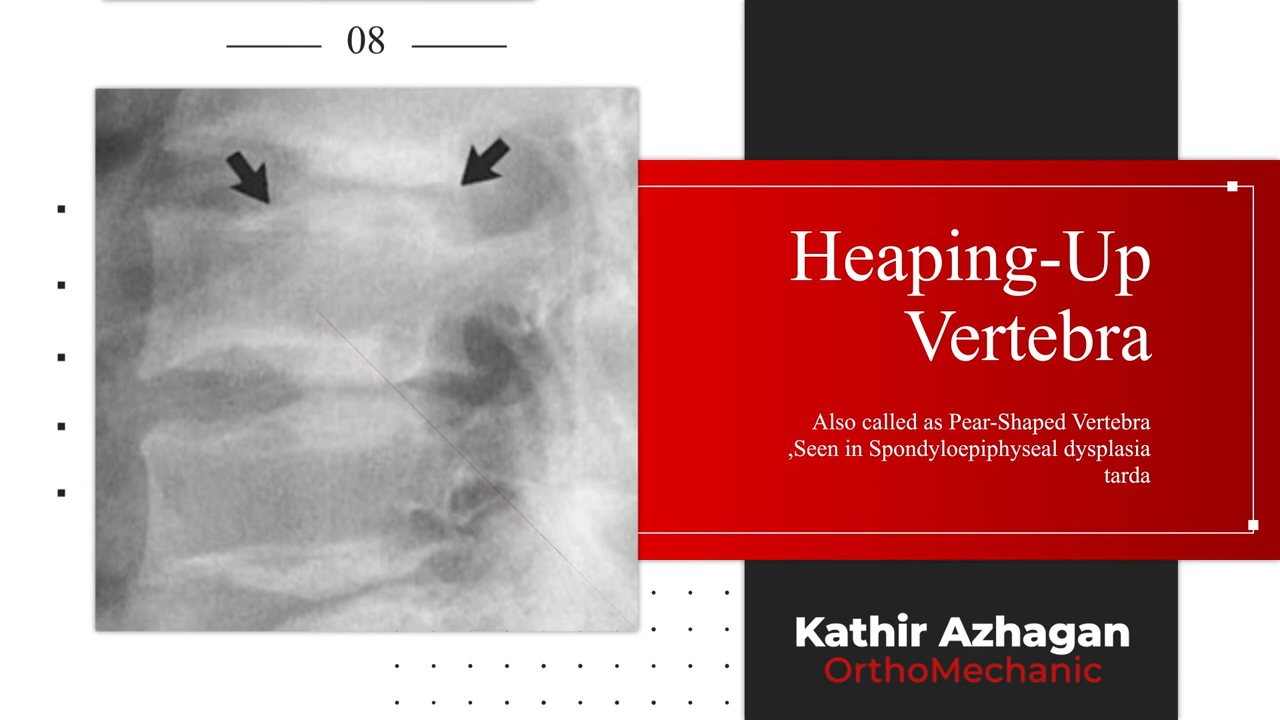 08
Heaping-Up
Vertebra
Also called as Pear-Shaped Vertebra
,Seen in Spondyloepiphyseal dysplasia
tarda
Kathir Azhagan
OrthoMechanic